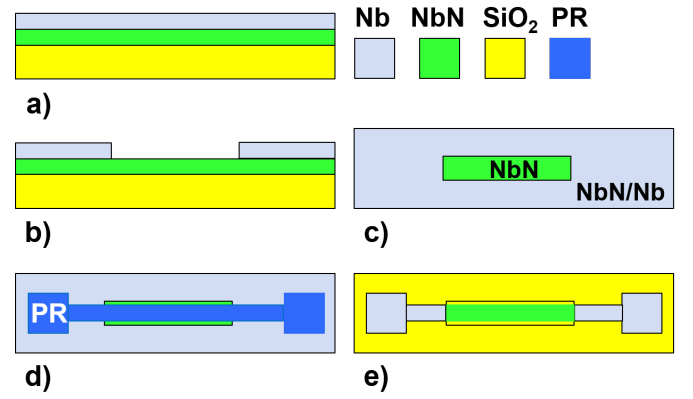 Nb NbN SiO₂ PR
a)
NbN
NbN/Nb
b) c)
PR
d) e)